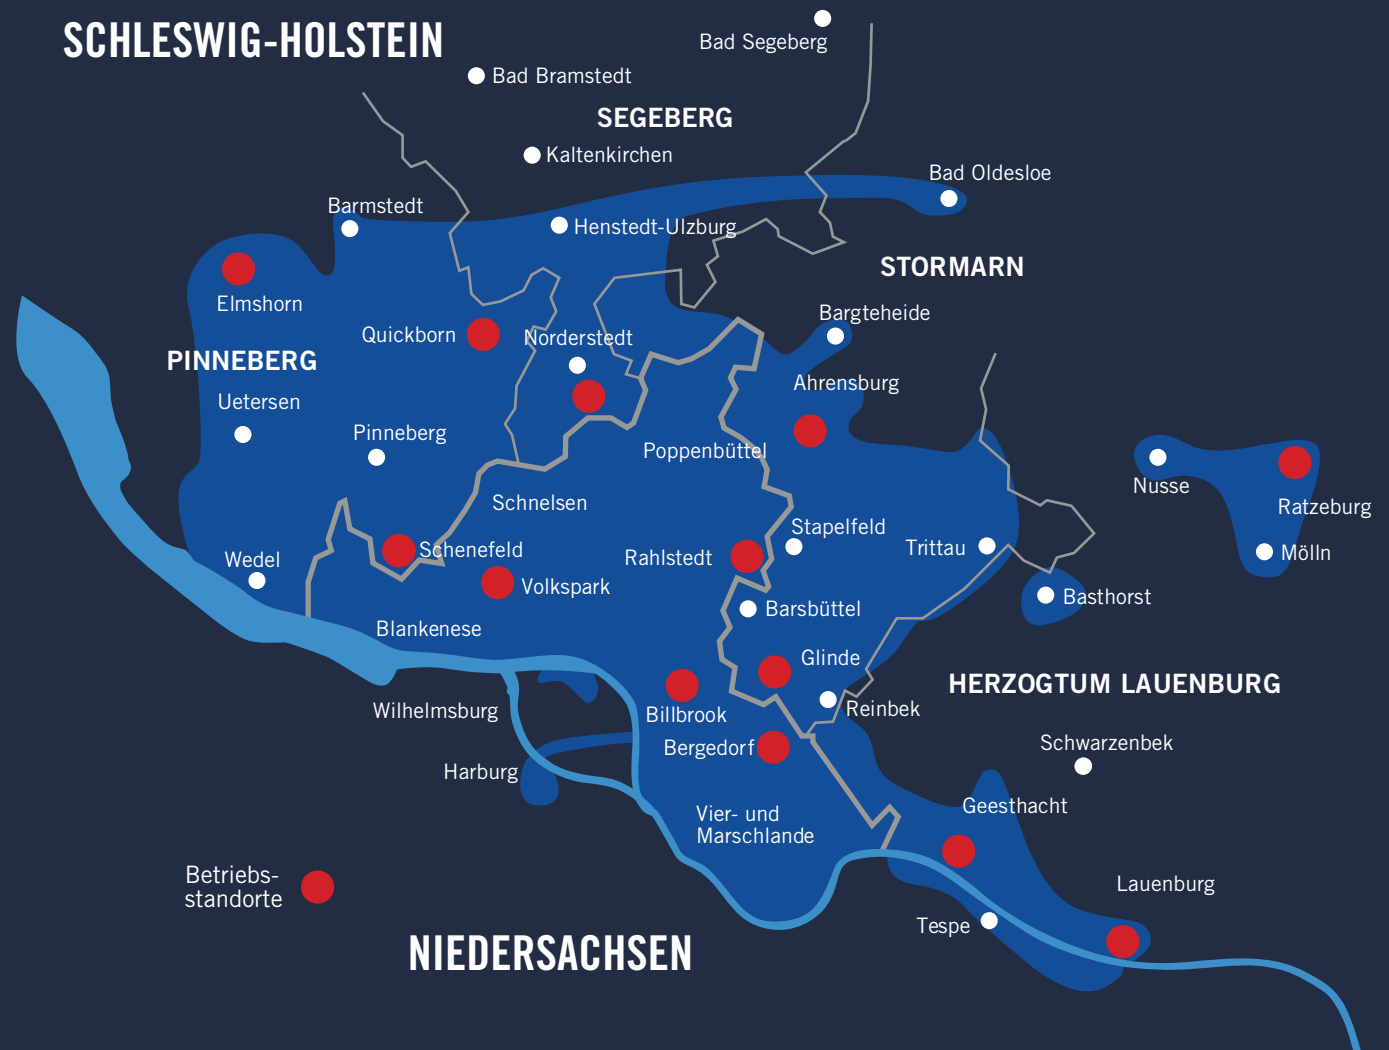 SCHLESWIG-HOLSTEIN
Bad Segeberg
Bad Bramstedt
SEGEBERG
Kaltenkirchen
Bad Oldesloe
Barmstedt
Henstedt-Ulzburg
STORMARN
Elmshorn
Bargteheide
Quickborn
Norderstedt
PINNEBERG
Ahrensburg
Uetersen
Pinneberg
Poppenbüttel
Nusse
Schnelsen
Ratzeburg
Stapelfeld
Schenefeld
Trittau
Mölln
Wedel
Rahlstedt
Volkspark
Basthorst
Barsbüttel
Blankenese
Glinde
HERZOGTUM LAUENBURG
Wilhelmsburg
Billbrook
Reinbek
Bergedorf
Schwarzenbek
Harburg
Geesthacht
Vier- und
Marschlande
Betriebs-
standorte
Lauenburg
Tespe
NIEDERSACHSEN